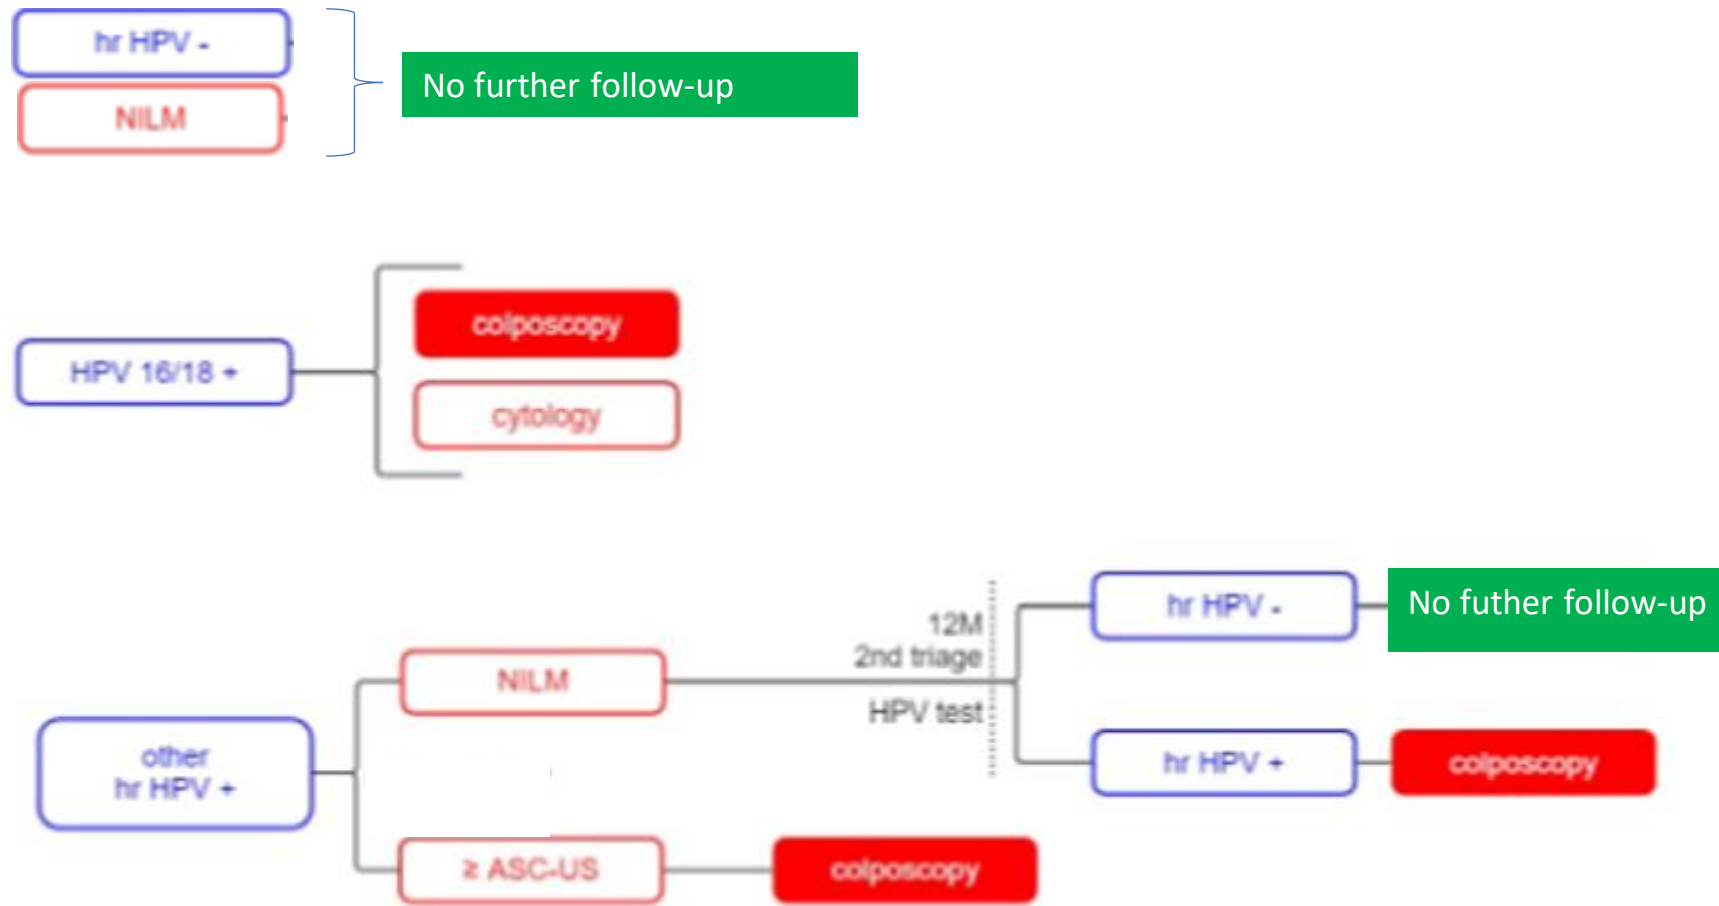 hr HPV -
NILM
No further follow-up
HPV 16/18 +
colposcopy
cytology
other
hr HPV +
NILM
≥ ASC-US
colposcopy
12M
2nd triage
HPV test
hr HPV -
No futher follow-up
hr HPV +
colposcopy